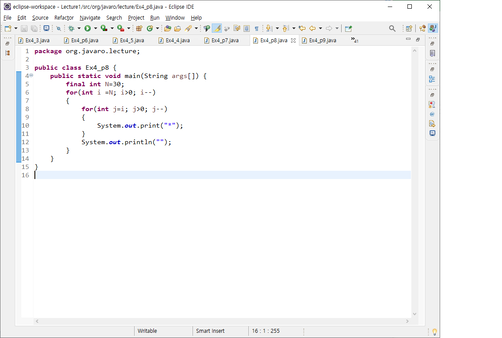 eclipse-workspace - Lecture1/src/org/javaro/lecture/Ex4_p8.java - Eclipse IDE
File Edit Source Refactor Navigate Search Project Run Window Help
Ex4_3.java Ex4_p6.java Ex4_5.java Ex4_4.java Ex4_p7.java Ex4_p8.java Ex4_p9.java
1 package org.javaro.lecture;
2
3 public class Ex4_p8 {
4 public static void main(String args[]) {
5 final int N=30;
6 for(int i =N; i>0; i--)
7 {
8 for(int j=i; j>0; j--)
9 {
10 System.out.print("*");
11 }
12 System.out.println("");
13 }
14 }
15 }
16
Writable Smart Insert 16 : 1 : 255